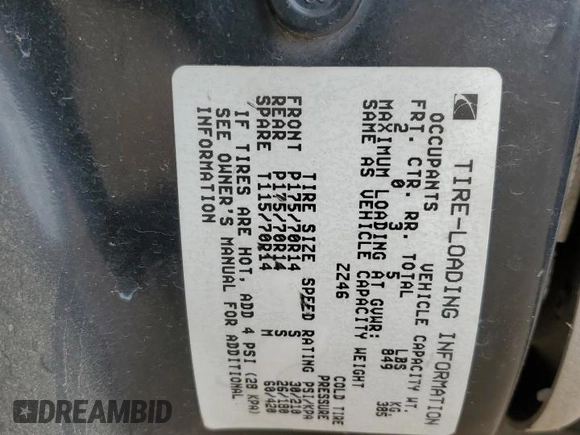 TIRE-LOADING INFORMATION
OCCUPANTS VEHICLE CAPACITY WT.
FRT. CTR. RR. TOTAL LBS KG
2 0 3 5 849 385
MAXIMUM LOADING AT GVWR:
SAME AS VEHICLE CAPACITY WEIGHT
ZZ46
COLD TIRE
TIRE SIZE SPEED RATING PRESSURE
PSI/KPA
FRONT P175/70R14 S 30/210
REAR P175/70R14 S 26/180
SPARE T115/70R14 M 60/420
IF TIRES ARE HOT, ADD 4 PSI (28 KPA)
SEE OWNER'S MANUAL FOR ADDITIONAL
INFORMATION
DREAMBID